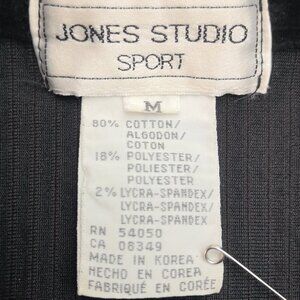 JONES STUDIO
SPORT
M
80% COTTON/
ALGODON/
COTON
18% POLYESTER/
POLIESTER/
POLYESTER
2% LYCRA-SPANDEX/
LYCRA-SPANDEX/
LYCRA-SPANDEX
RN 54050
CA 08349
MADE IN KOREA
HECHO EN COREA
FABRIQUÉ EN CORÉE